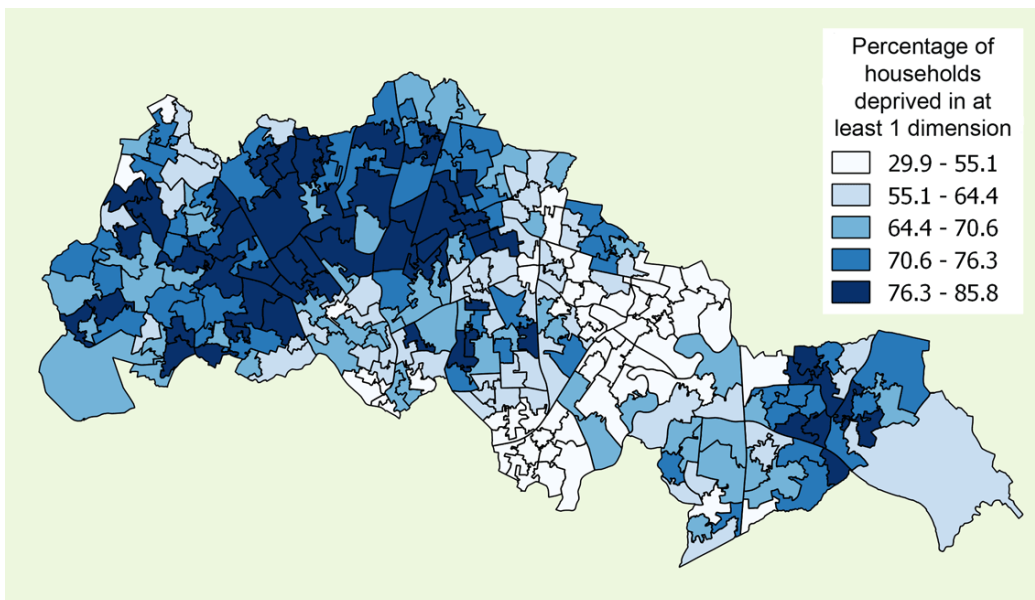 Percentage of
households
deprived in at
least 1 dimension
29.9 - 55.1
55.1 - 64.4
64.4 - 70.6
70.6 - 76.3
76.3 - 85.8